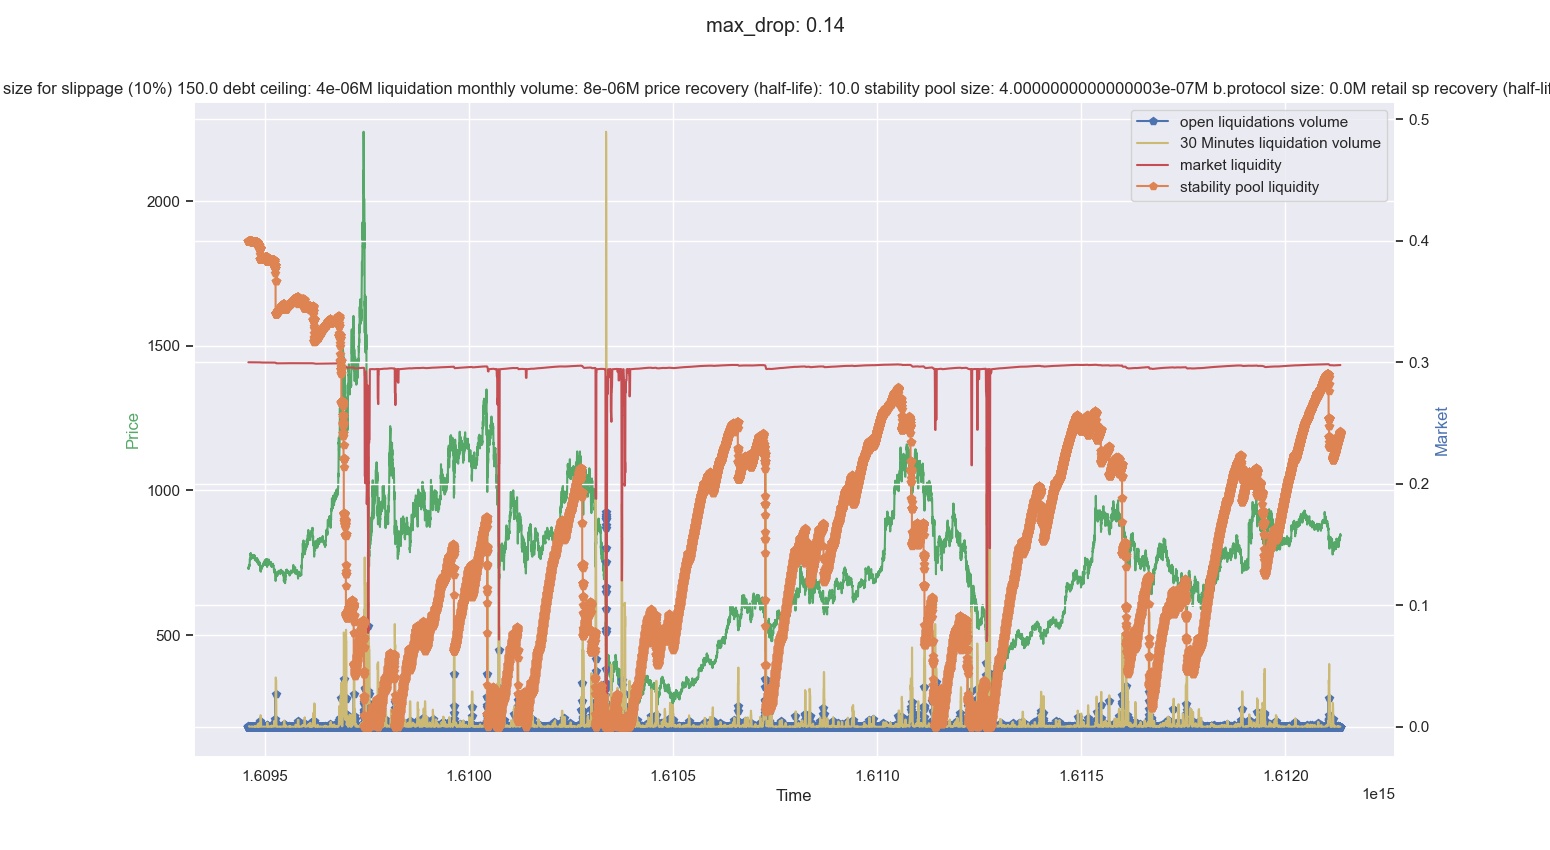 max_drop: 0.14
size for slippage (10%) 150.0 debt ceiling: 4e-06M liquidation monthly volume: 8e-06M price recovery (half-life): 10.0 stability pool size: 4.0000000000000003e-07M b.protocol size: 0.0M retail sp recovery (half-lif
open liquidations volume
30 Minutes liquidation volume
market liquidity
stability pool liquidity
Price
2000
1500
1000
500
Market
0.5
0.4
0.3
0.2
0.1
0.0
1.6095 1.6100 1.6105 1.6110 1.6115 1.6120
Time
1e15